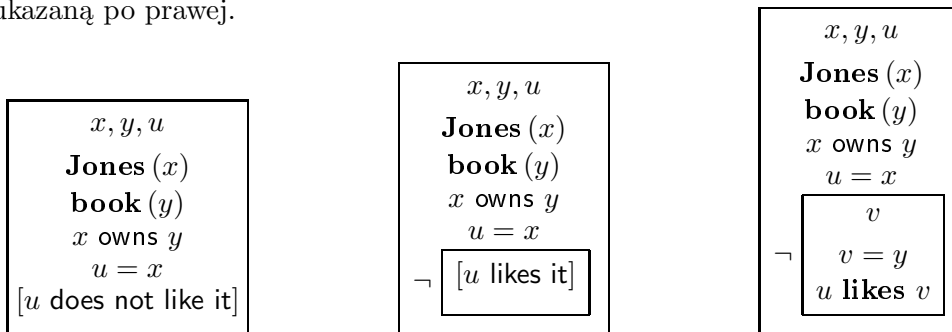 ukazaną po prawej.
x, y, u
Jones (x)
book (y)
x owns y
u = x
[u does not like it]
x, y, u
Jones (x)
book (y)
x owns y
u = x
¬ [u likes it]
x, y, u
Jones (x)
book (y)
x owns y
u = x
v
¬ v = y
u likes v